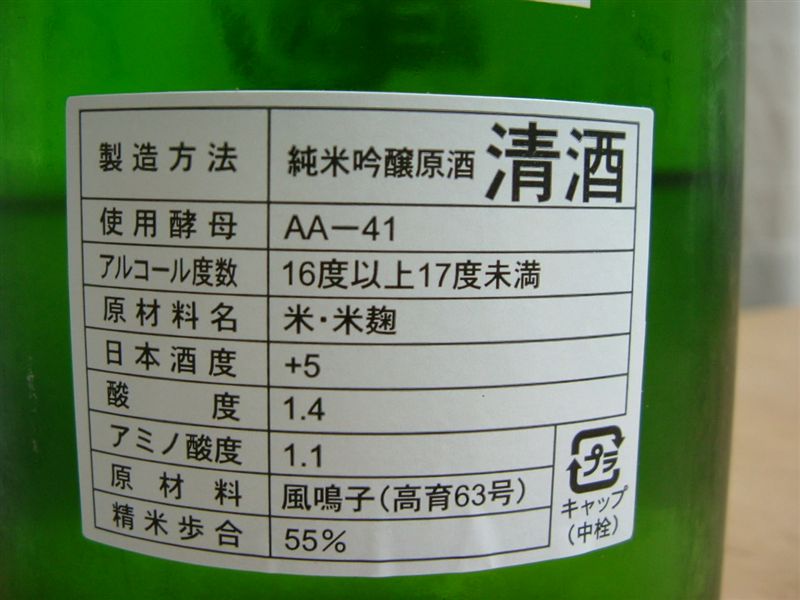 製造方法 純米吟醸原酒 清酒
使用酵母 AA－41
アルコール度数 16度以上17度未満
原材料名 米・米麹
日本酒度 +5
酸度 1.4
アミノ酸度 1.1
原材料 風鳴子(高育63号)
精米歩合 55%
プラ
キャップ
(中栓)